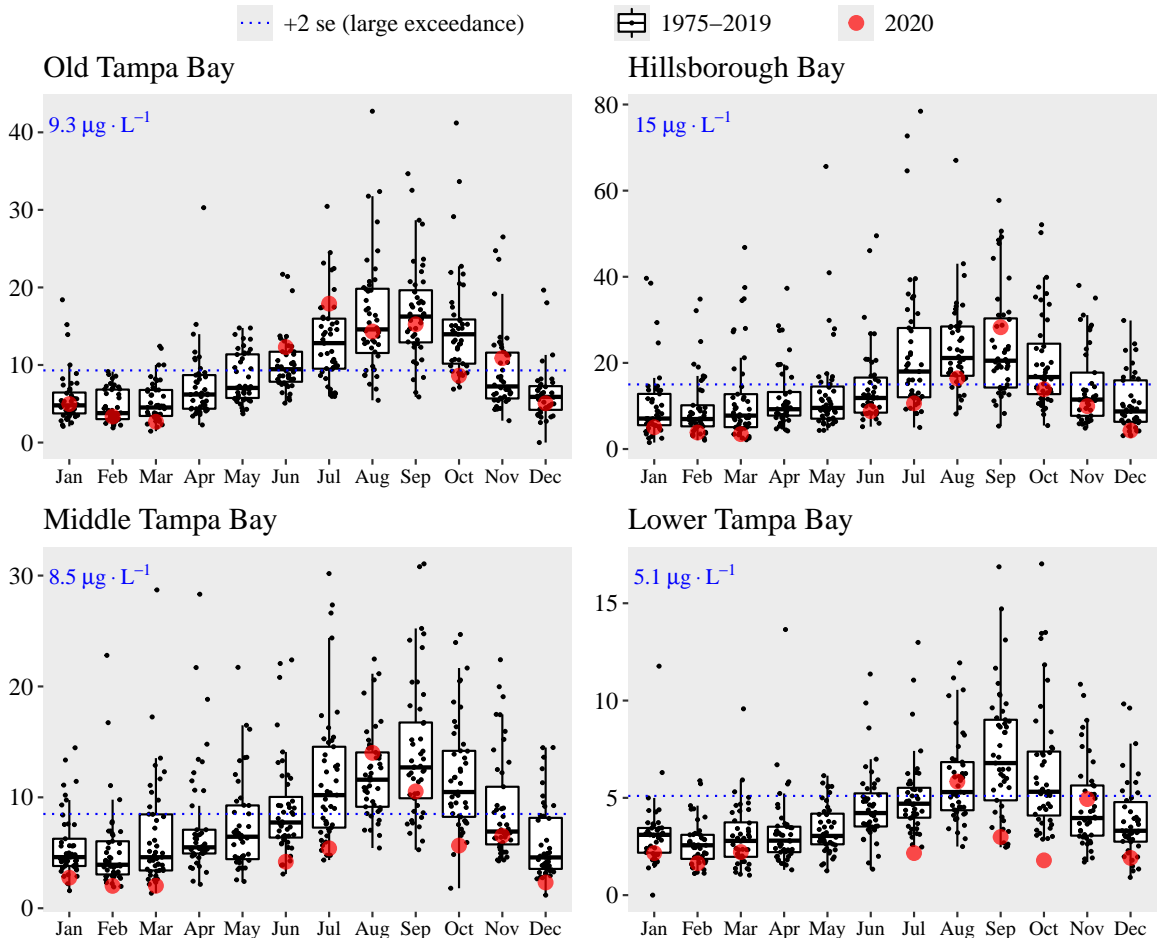 +2 se (large exceedance) 1975–2019 2020
Old Tampa Bay
9.3 μg · L⁻¹
40
30
20
10
0
Jan Feb Mar Apr May Jun Jul Aug Sep Oct Nov Dec
Hillsborough Bay
15 μg · L⁻¹
80
60
40
20
0
Jan Feb Mar Apr May Jun Jul Aug Sep Oct Nov Dec
Middle Tampa Bay
8.5 μg · L⁻¹
30
20
10
0
Jan Feb Mar Apr May Jun Jul Aug Sep Oct Nov Dec
Lower Tampa Bay
5.1 μg · L⁻¹
15
10
5
0
Jan Feb Mar Apr May Jun Jul Aug Sep Oct Nov Dec